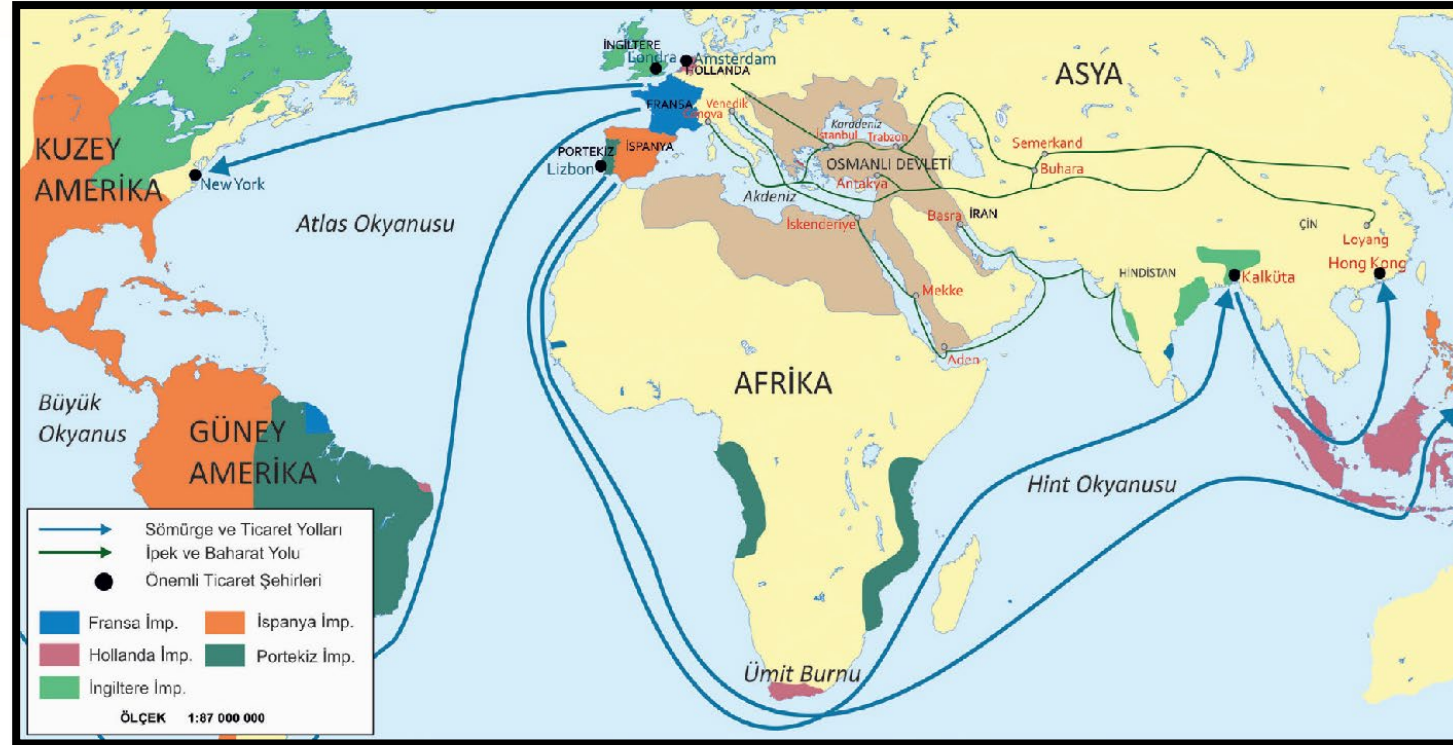 İNGİLTERE
Londra
Amsterdam
HOLLANDA
ASYA
FRANSA
Venedik
Cenova
Karadeniz
İstanbul
Trabzon
Semerkand
KUZEY
AMERİKA
PORTEKİZ
İSPANYA
Lizbon
OSMANLI DEVLETİ
Buhara
New York
Antakya
Akdeniz
Atlas Okyanusu
İskenderiye
Basra
İRAN
ÇİN
Loyang
HİNDİSTAN
Hong Kong
Kalküta
Mekke
Aden
AFRİKA
Büyük
Okyanus
GÜNEY
AMERİKA
Hint Okyanusu
Ümit Burnu
Sömürge ve Ticaret Yolları
İpek ve Baharat Yolu
Önemli Ticaret Şehirleri
Fransa İmp.
İspanya İmp.
Hollanda İmp.
Portekiz İmp.
İngiltere İmp.
ÖLÇEK 1:87 000 000